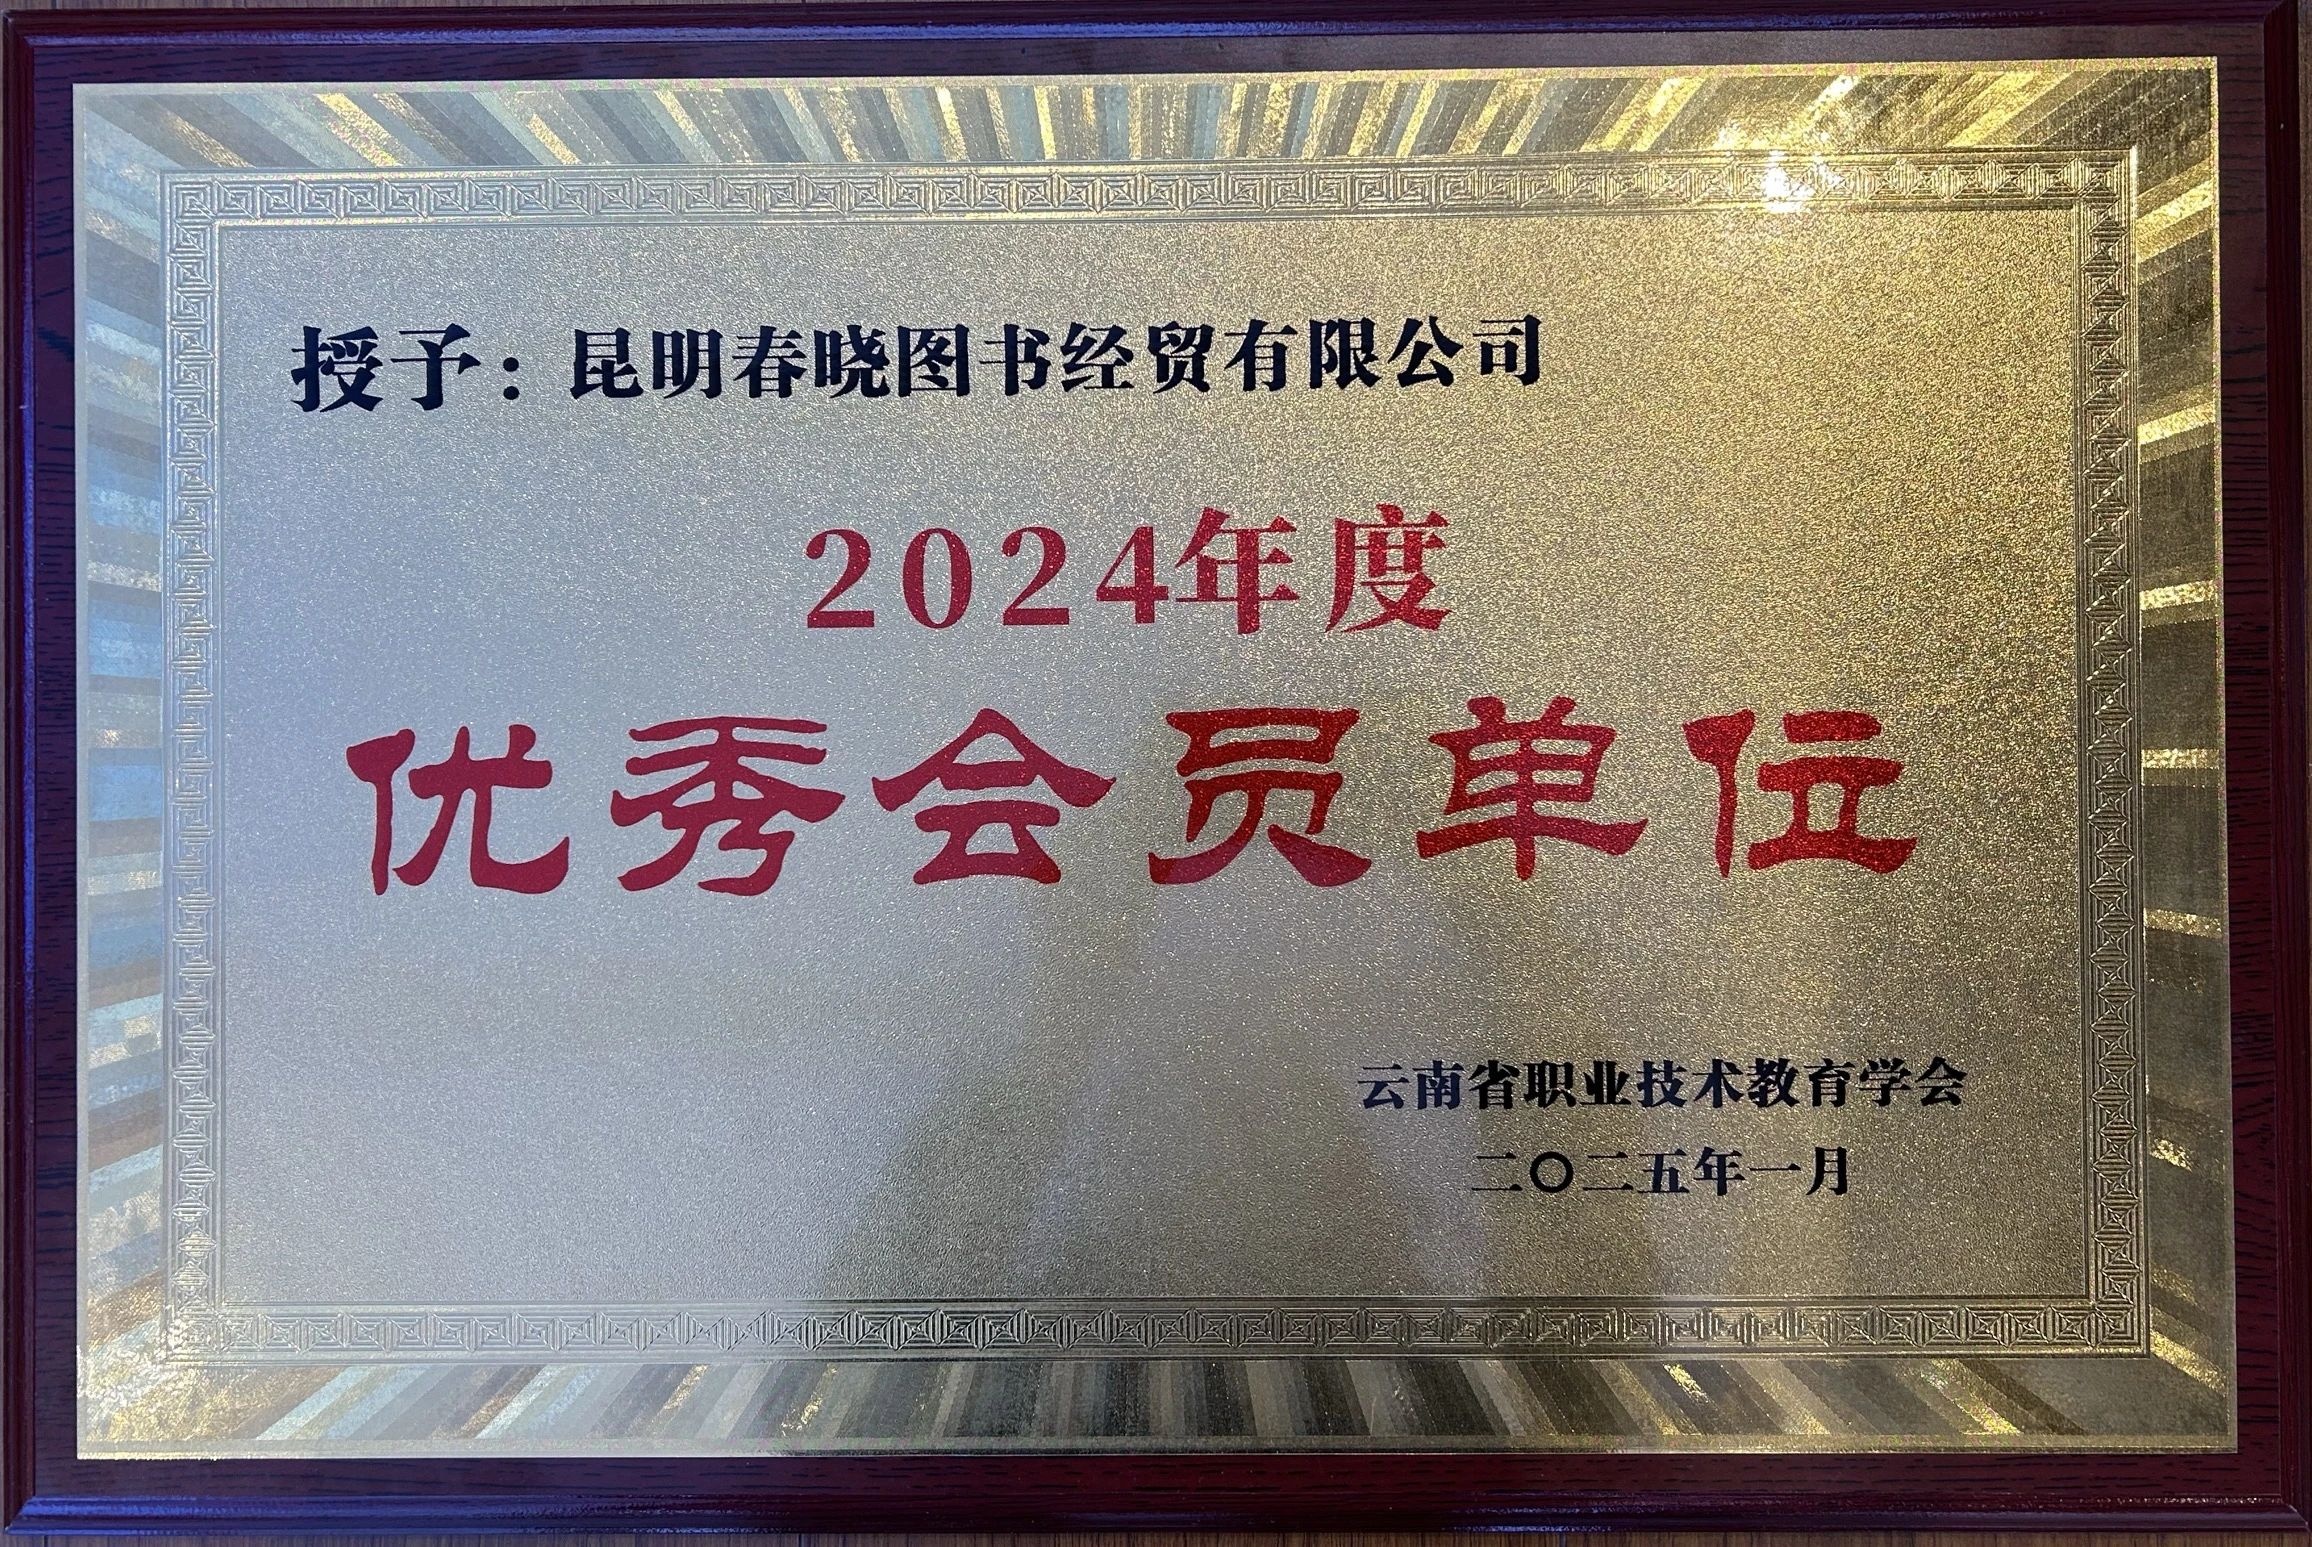 授予：昆明春晓图书经贸有限公司
2024年度
优秀会员单位
云南省职业技术教育学会
二〇二五年一月